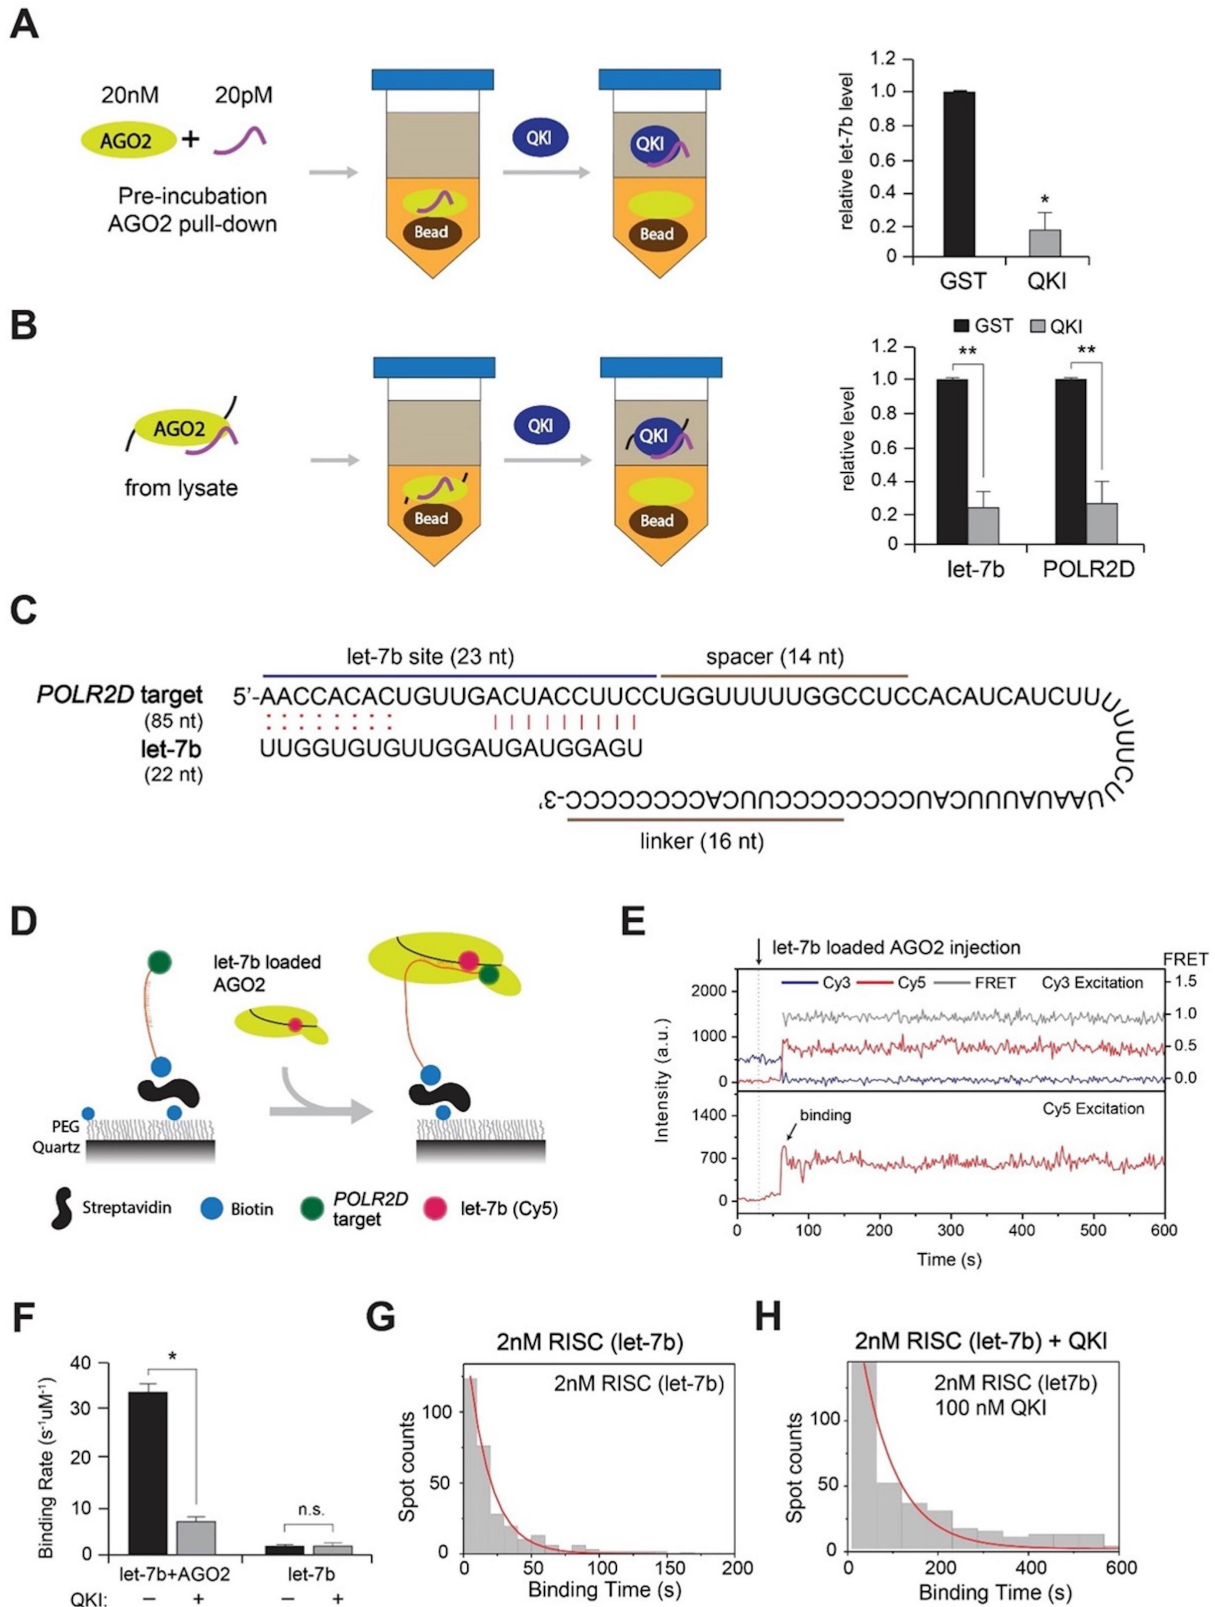 A
20nM
20pM
AGO2
+
Pre-incubation
AGO2 pull-down
Bead
QKI
QKI
Bead
relative let-7b level
1.2
1.0
0.8
0.6
0.4
0.2
0
*
GST
QKI
B
AGO2
from lysate
Bead
QKI
QKI
Bead
GST
QKI
relative level
1.2
1.0
0.8
0.6
0.4
0.2
0
**
**
let-7b
POLR2D
C
let-7b site (23 nt)
spacer (14 nt)
POLR2D target
5'-AACCACACUGUUGACUACCUUCCUGGUUUUUGGCCUCCACAUCAUCUU
(85 nt)
let-7b
UUGGUGUGUUGGAUGAUGGAGU
(22 nt)
linker (16 nt)
D
let-7b loaded
AGO2
PEG
Quartz
Streptavidin
Biotin
POLR2D
target
let-7b (Cy5)
E
let-7b loaded AGO2 injection
FRET
Cy3
Cy5
FRET
Cy3 Excitation
2000
1000
0
1.5
1.0
0.5
0.0
Intensity (a.u.)
Cy5 Excitation
binding
1400
700
0
0
100
200
300
400
500
600
Time (s)
F
Binding Rate (s⁻¹uM⁻¹)
40
30
20
10
0
*
n.s.
let-7b+AGO2
let-7b
QKI: − + − +
G
2nM RISC (let-7b)
2nM RISC (let-7b)
Spot counts
100
50
0
0
50
100
150
200
Binding Time (s)
H
2nM RISC (let-7b) + QKI
2nM RISC (let7b)
100 nM QKI
Spot counts
100
50
0
0
200
400
600
Binding Time (s)